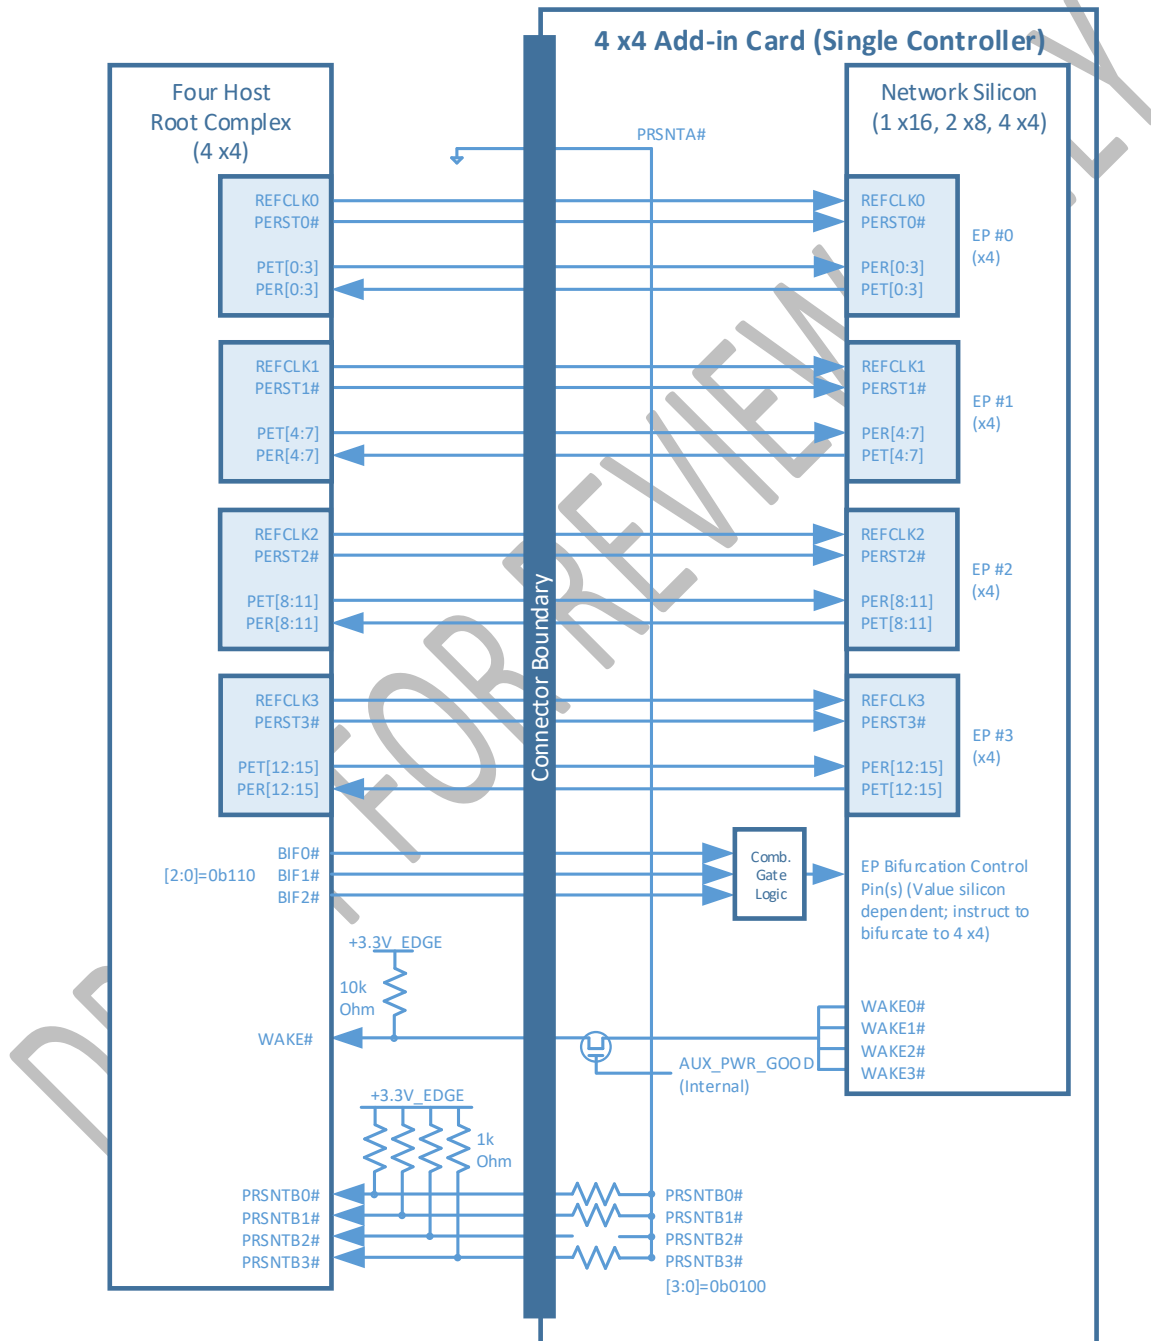 4 x4 Add-in Card (Single Controller)
Four Host
Root Complex
(4 x4)
Network Silicon
(1 x16, 2 x8, 4 x4)
PRSNTA#
REFCLK0
PERST0#
PET[0:3]
PER[0:3]
REFCLK0
PERST0#
PER[0:3]
PET[0:3]
EP #0
(x4)
REFCLK1
PERST1#
PET[4:7]
PER[4:7]
REFCLK1
PERST1#
PER[4:7]
PET[4:7]
EP #1
(x4)
REFCLK2
PERST2#
PET[8:11]
PER[8:11]
REFCLK2
PERST2#
PER[8:11]
PET[8:11]
EP #2
(x4)
REFCLK3
PERST3#
PET[12:15]
PER[12:15]
REFCLK3
PERST3#
PER[12:15]
PET[12:15]
EP #3
(x4)
Connector Boundary
BIF0#
[2:0]=0b110 BIF1#
BIF2#
Comb.
Gate
Logic
EP Bifurcation Control
Pin(s) (Value silicon
dependent; instruct to
bifurcate to 4 x4)
+3.3V_EDGE
10k
Ohm
WAKE#
WAKE0#
WAKE1#
WAKE2#
WAKE3#
AUX_PWR_GOOD
(Internal)
+3.3V_EDGE
1k
Ohm
PRSNTB0#
PRSNTB1#
PRSNTB2#
PRSNTB3#
PRSNTB0#
PRSNTB1#
PRSNTB2#
PRSNTB3#
[3:0]=0b0100
FOR REVIEW